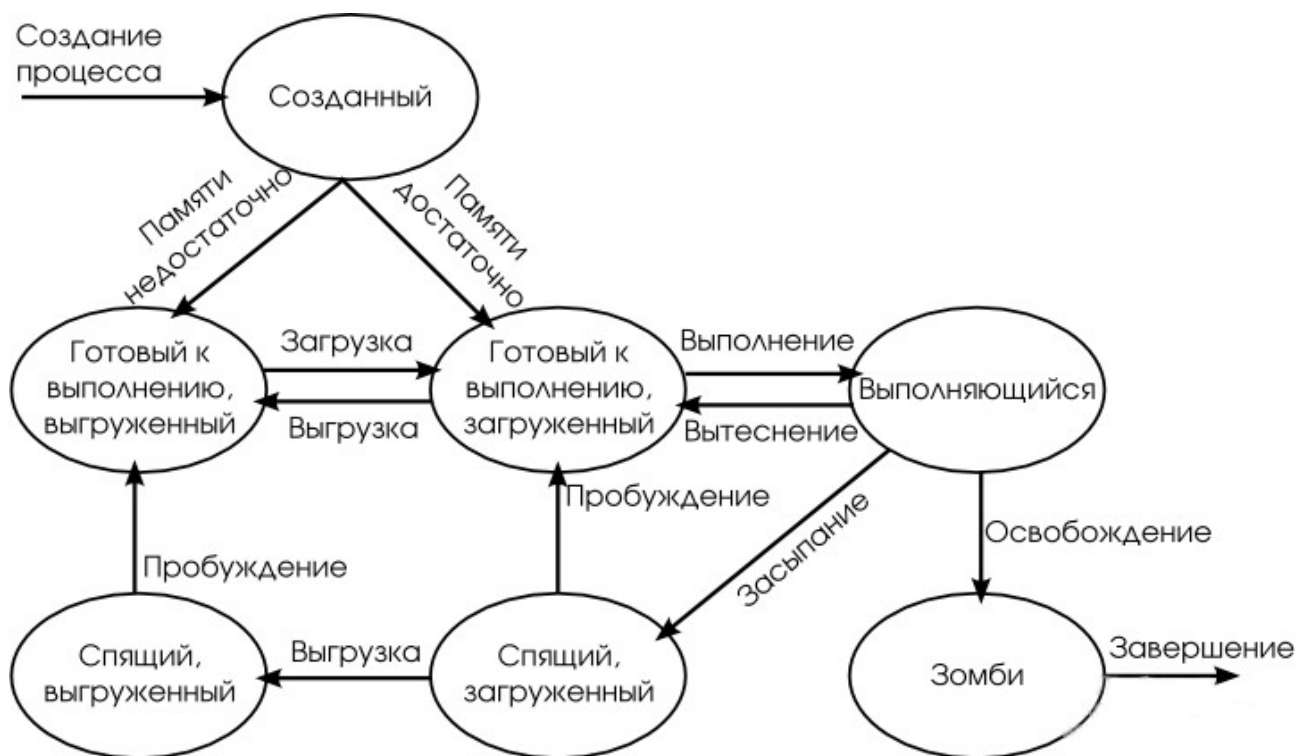 Создание
процесса
Созданный
Памяти
недостаточно
Памяти
достаточно
Готовый к
выполнению,
выгруженный
Загрузка
Выгрузка
Готовый к
выполнению,
загруженный
Выполнение
Вытеснение
Выполняющийся
Пробуждение
Пробуждение
Засыпание
Освобождение
Спящий,
выгруженный
Выгрузка
Спящий,
загруженный
Зомби
Завершение